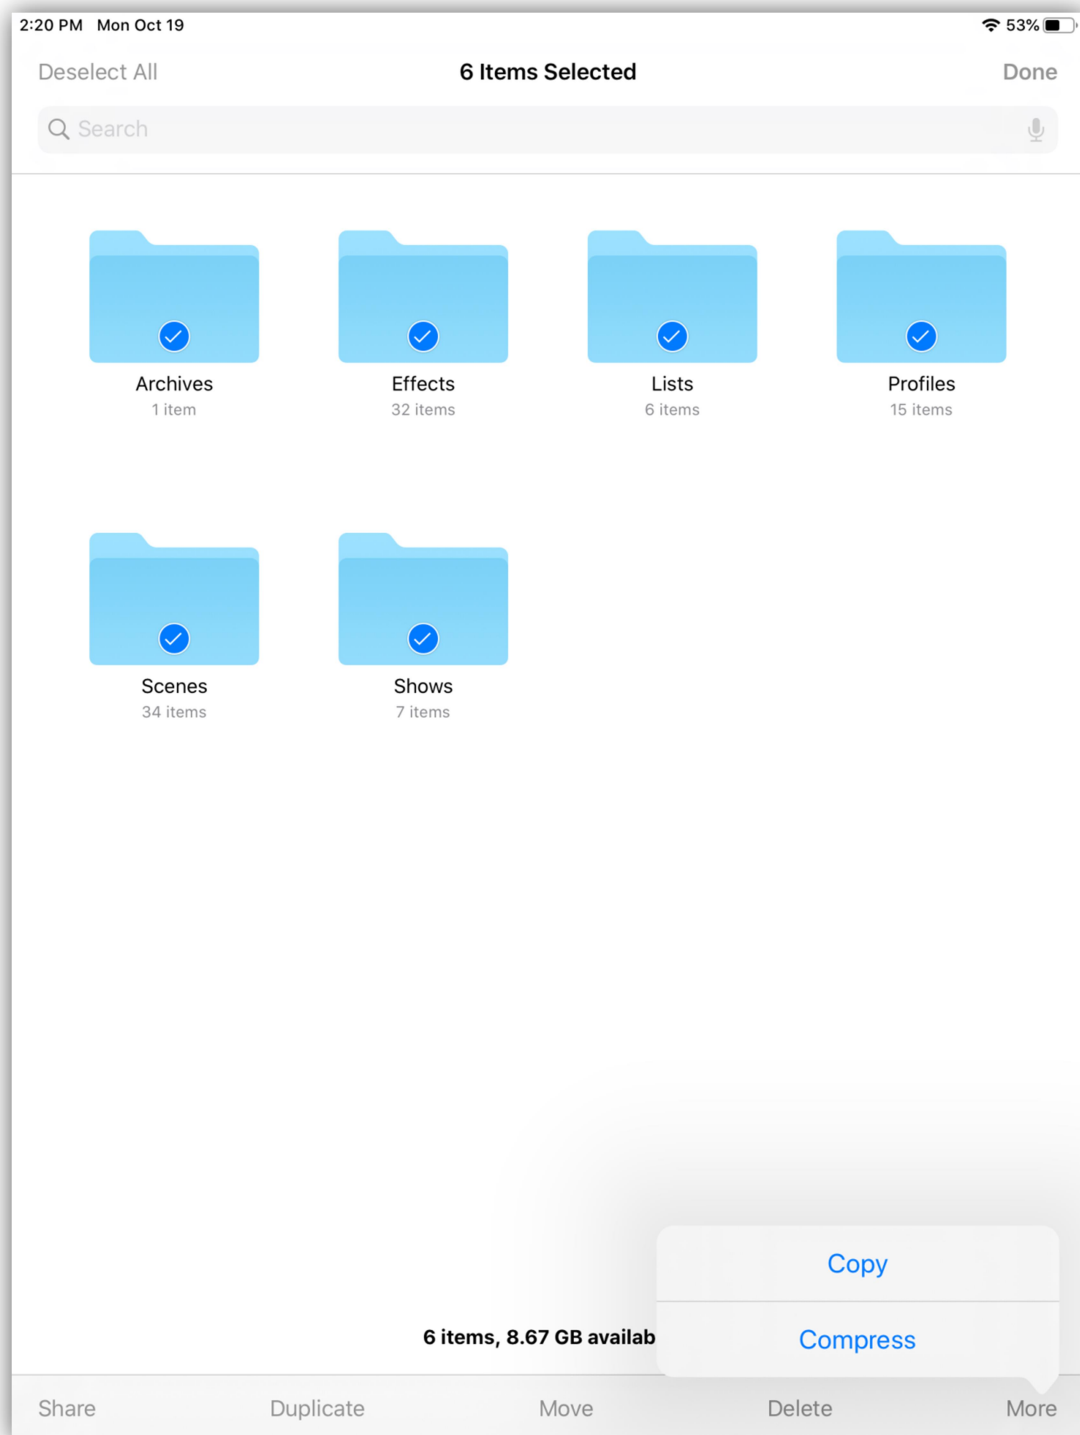 2:20 PM Mon Oct 19 53%
Deselect All 6 Items Selected Done
Search
Archives Effects Lists Profiles
1 item 32 items 6 items 15 items
Scenes Shows
34 items 7 items
Copy
6 items, 8.67 GB availab
Compress
Share Duplicate Move Delete More